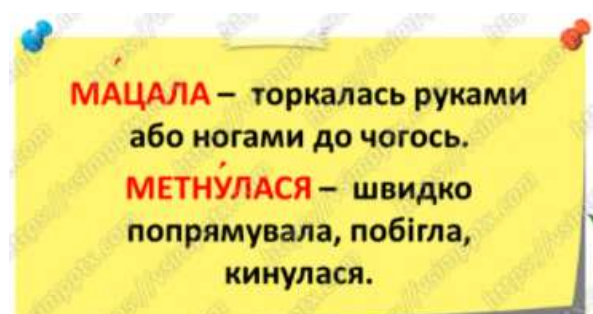 МА́ЦАЛА – торкалась руками
або ногами до чогось.
МЕТНУ́ЛАСЯ – швидко
попрямувала, побігла,
кинулася.